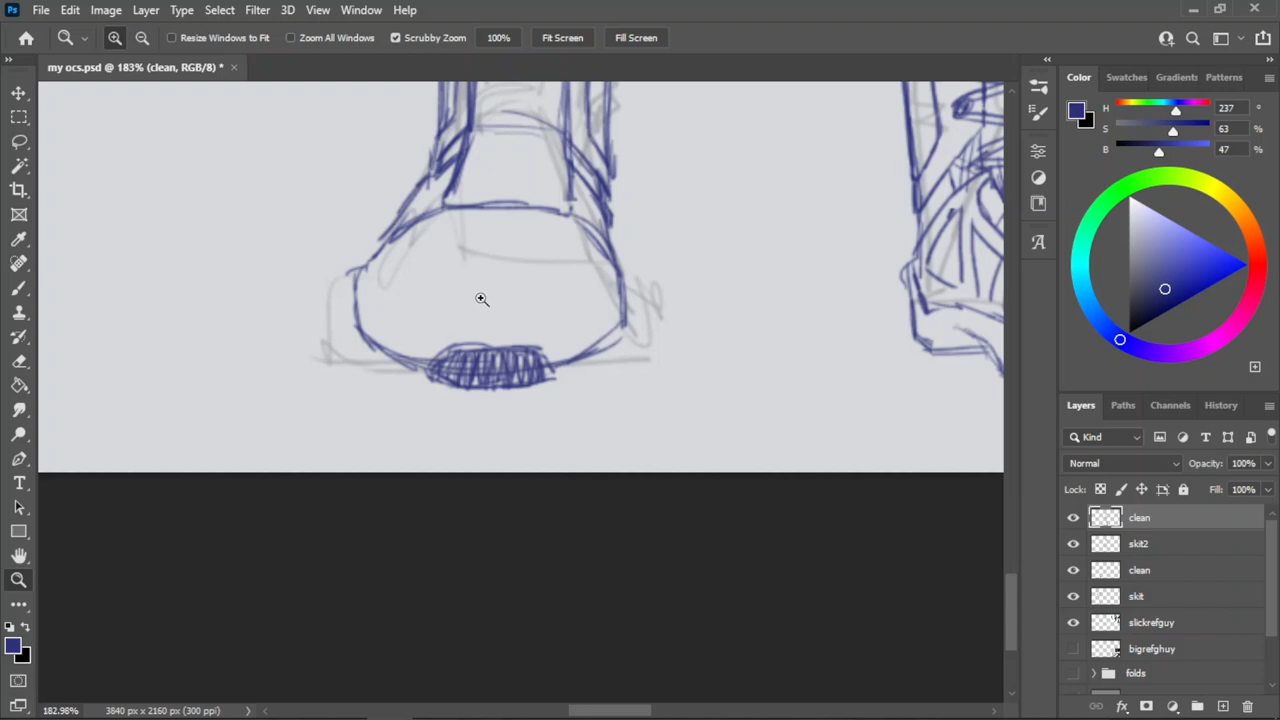 Ps File Edit Image Layer Type Select Filter 3D View Window Help
Resize Windows to Fit Zoom All Windows Scrubby Zoom 100% Fit Screen Fill Screen
my ocs.psd @ 183% (clean, RGB/8) * ×
Color Swatches Gradients Patterns
H 237 °
S 63 %
B 47 %
Layers Paths Channels History
Kind
Normal Opacity: 100%
Lock: Fill: 100%
clean
skit2
clean
skit
slickrefguy
bigrefghuy
folds
182.98% 3840 px x 2160 px (300 ppi)